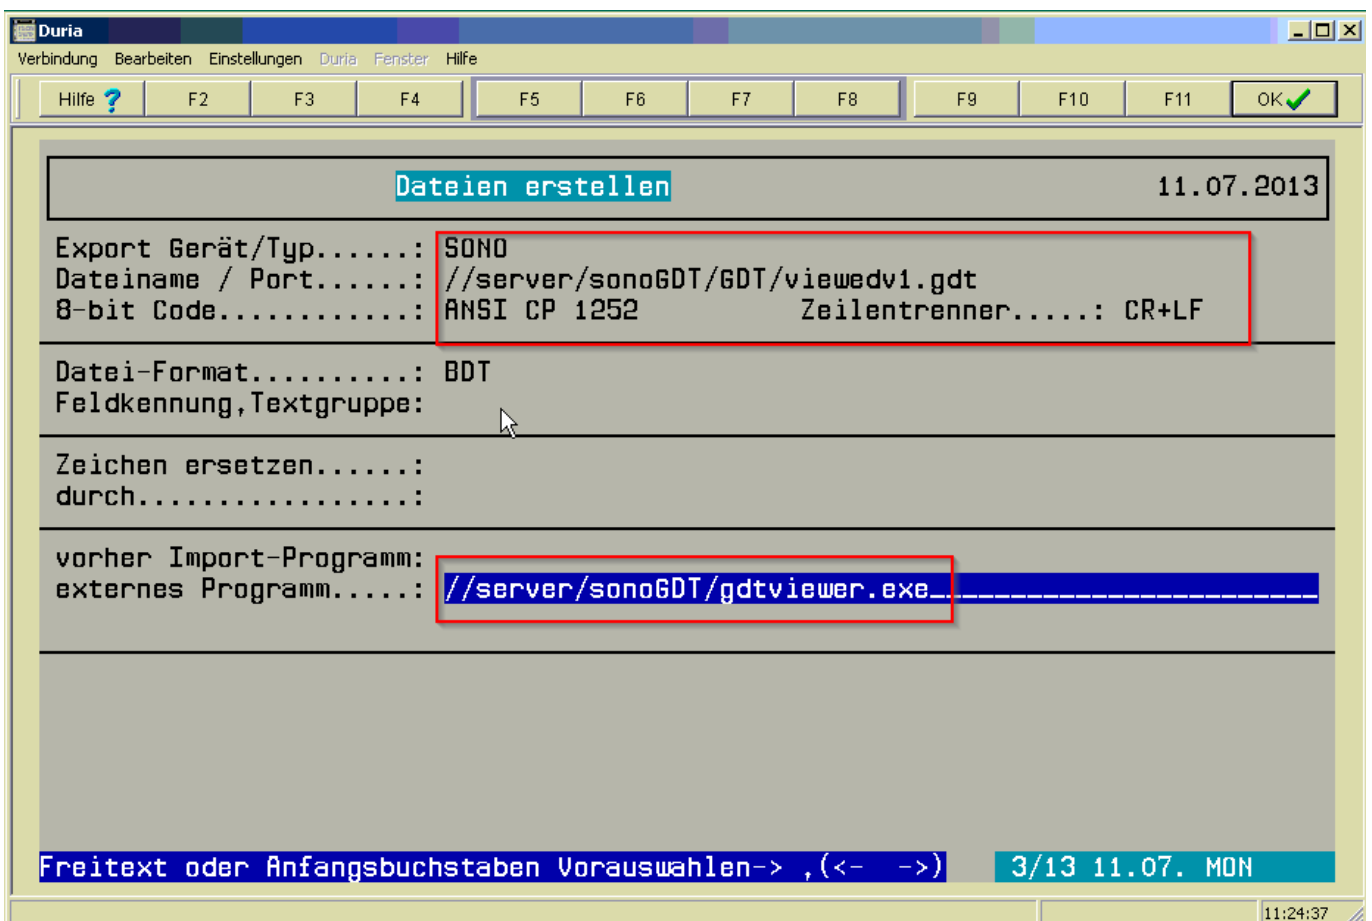 Duria
Verbindung Bearbeiten Einstellungen Duria Fenster Hilfe
Hilfe ? F2 F3 F4 F5 F6 F7 F8 F9 F10 F11 OK
Dateien erstellen 11.07.2013
Export Gerät/Typ......: SONO
Dateiname / Port......: //server/sonoGDT/GDT/viewedv1.gdt
8-bit Code............: ANSI CP 1252 Zeilentrenner.....: CR+LF
Datei-Format..........: BDT
Feldkennung,Textgruppe:
Zeichen ersetzen......:
durch.................:
vorher Import-Programm:
externes Programm.....: //server/sonoGDT/gdtviewer.exe________________________
Freitext oder Anfangsbuchstaben Vorauswahlen-> ,(<- ->) 3/13 11.07. MON
11:24:37